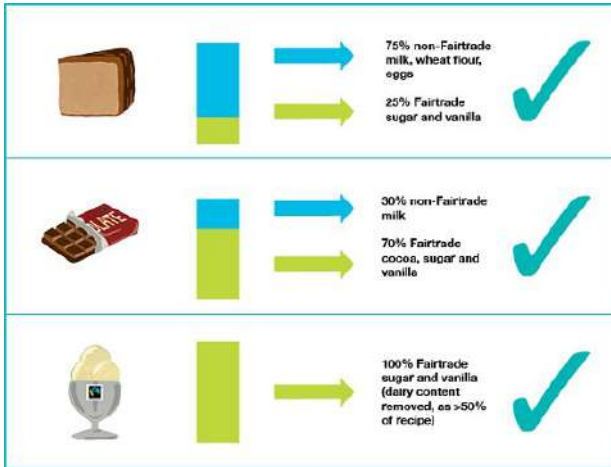 75% non-Fairtrade
milk, wheat flour,
eggs
25% Fairtrade
sugar and vanilla
LATE
30% non-Fairtrade
milk
70% Fairtrade
cocoa, sugar and
vanilla
100% Fairtrade
sugar and vanilla
(dairy content
removed, as >50%
of recipe)